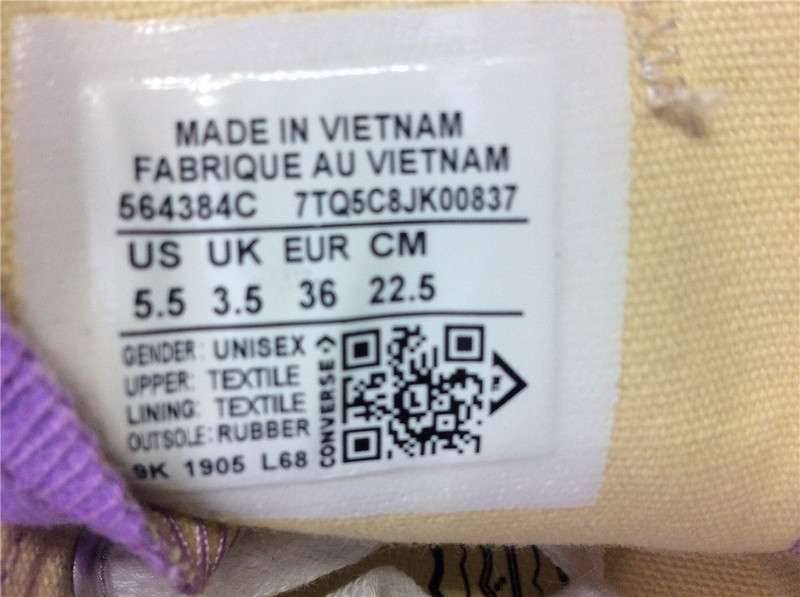 MADE IN VIETNAM
FABRIQUE AU VIETNAM
564384C 7TQ5C8JK00837
US UK EUR CM
5.5 3.5 36 22.5
GENDER: UNISEX
UPPER: TEXTILE
LINING: TEXTILE
OUTSOLE: RUBBER
9K 1905 L68
CONVERSE